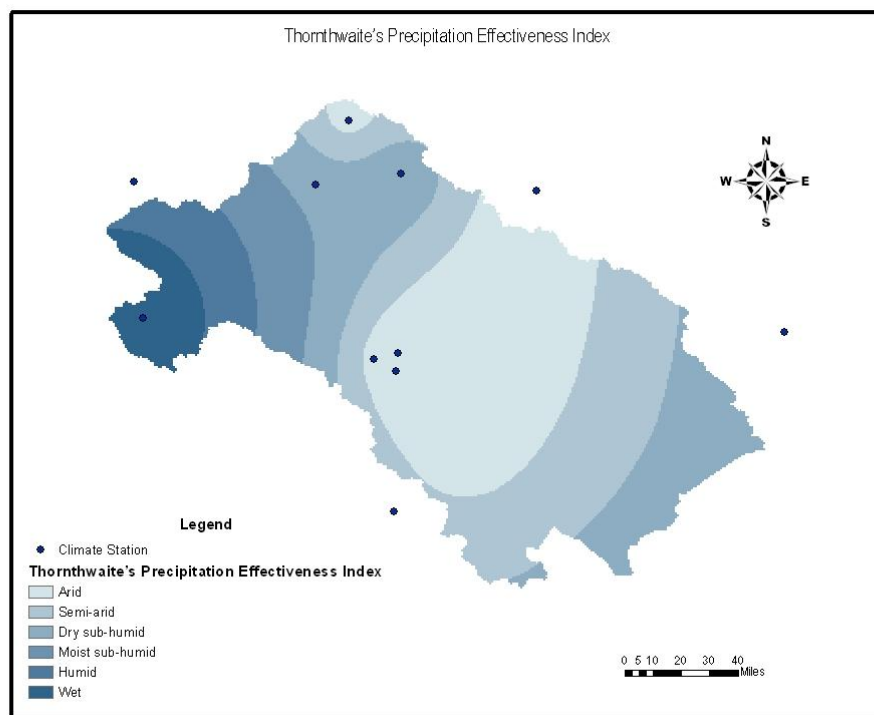 Thornthwaite's Precipitation Effectiveness Index
N
W E
S
Legend
Climate Station
Thornthwaite's Precipitation Effectiveness Index
Arid
Semi-arid
Dry sub-humid
Moist sub-humid
Humid
Wet
0 5 10 20 30 40
Miles